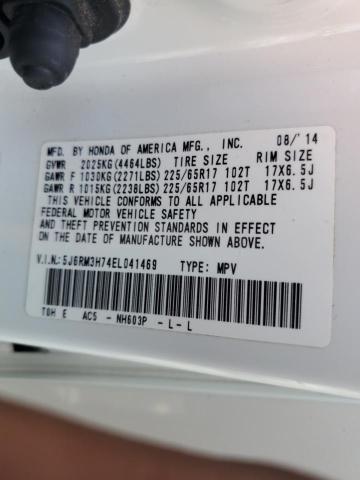 MFD. BY HONDA OF AMERICA MFG., INC. 08/'14
GVWR 2025KG(4464LBS) TIRE SIZE RIM SIZE
GAWR F 1030KG(2271LBS) 225/65R17 102T 17X6.5J
GAWR R 1015KG(2238LBS) 225/65R17 102T 17X6.5J
THIS VEHICLE CONFORMS TO ALL APPLICABLE
FEDERAL MOTOR VEHICLE SAFETY
AND THEFT PREVENTION STANDARDS IN EFFECT
ON THE DATE OF MANUFACTURE SHOWN ABOVE.
V.I.N.:5J6RM3H74EL041469 TYPE: MPV
T0H E AC5 - NH603P - L- L